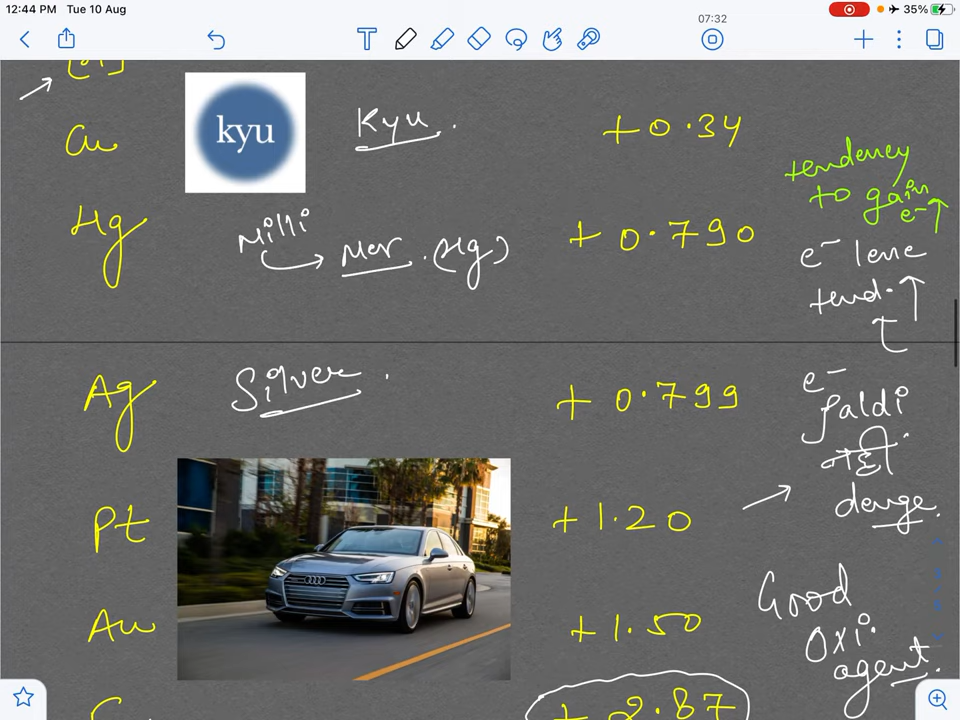 12:44 PM Tue 10 Aug
07:32
35%
T
Cu kyu Kyu. +0.34
tendency
to gain
e-↑
Hg Milli → Mer.(Hg) +0.790
e- lene
tend.↑
Ag Silver. +0.799
e-
Jaldi
नहीं
denge.
Pt +1.20
Au +1.50
Good
Oxi.
agent.
+2.87